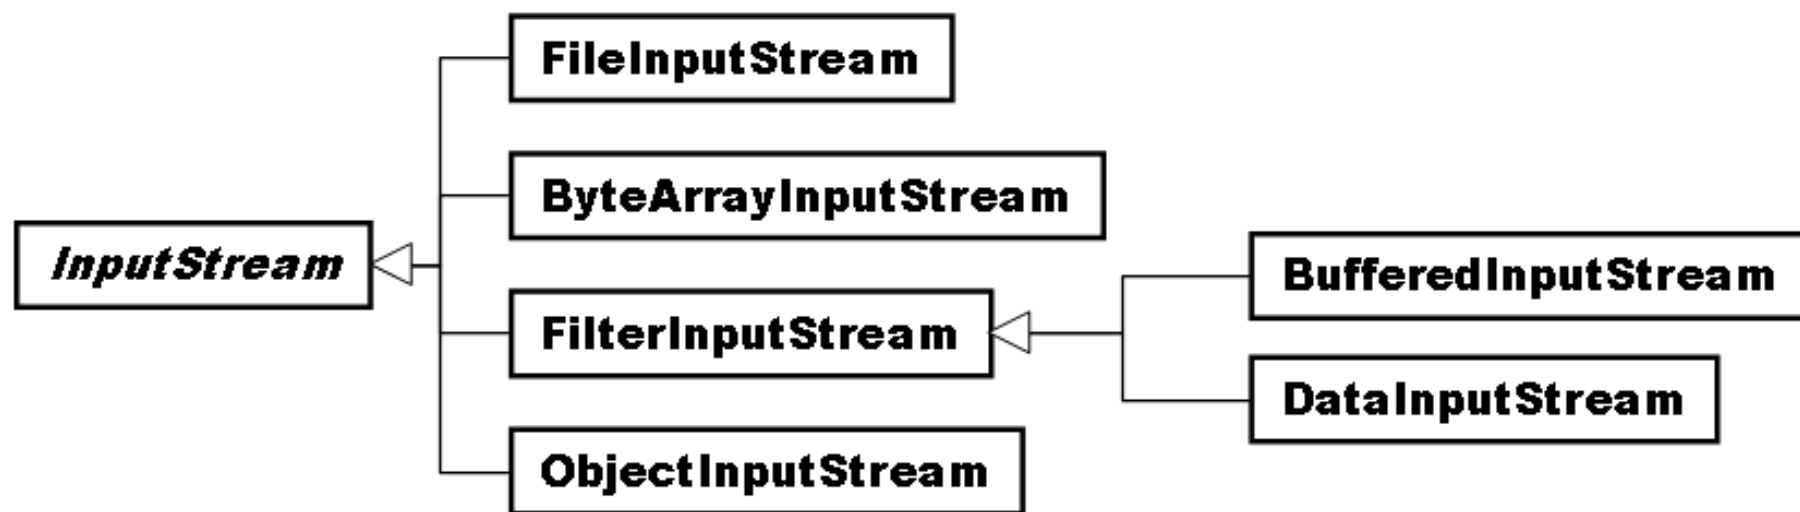 FileInputStream
ByteArrayInputStream
InputStream
BufferedInputStream
FilterInputStream
DataInputStream
ObjectInputStream